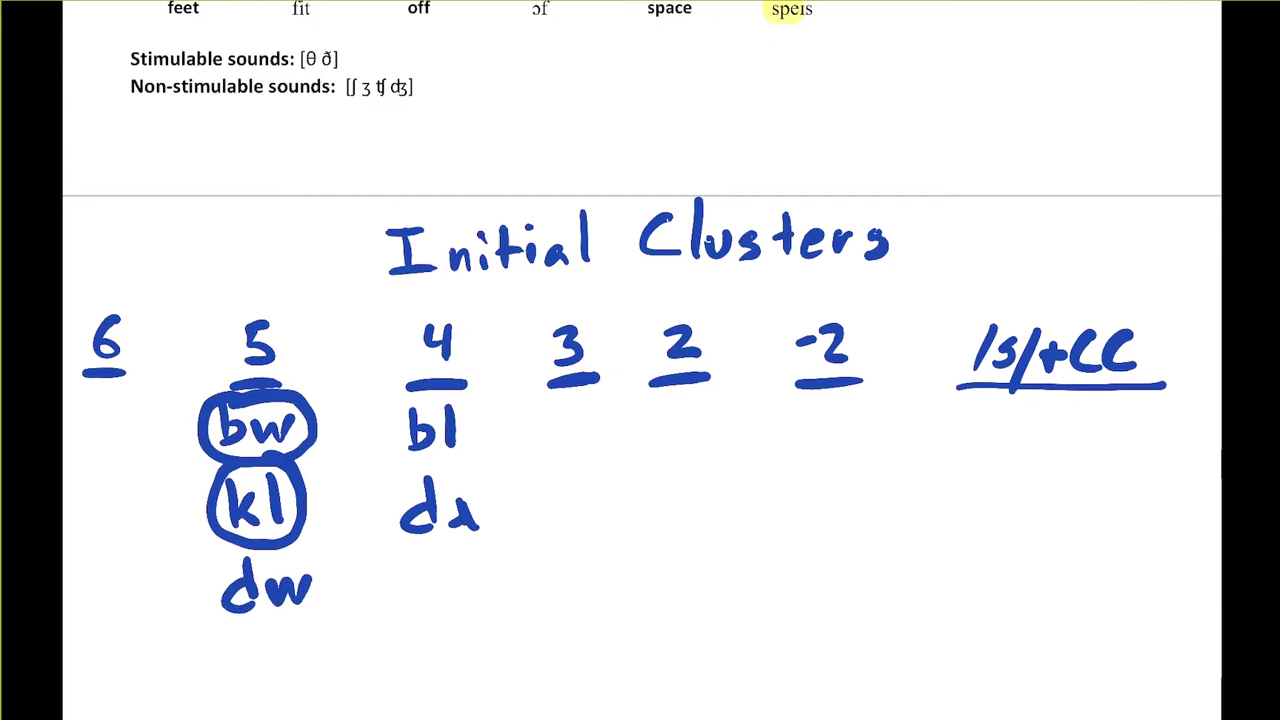 feet fit off ɔf space speɪs
Stimulable sounds: [θ ð]
Non-stimulable sounds: [ʃ ʒ ʧ ʤ]
Initial Clusters
6 5 4 3 2 -2 /s/+CC
bw bl
kl dɹ
dw